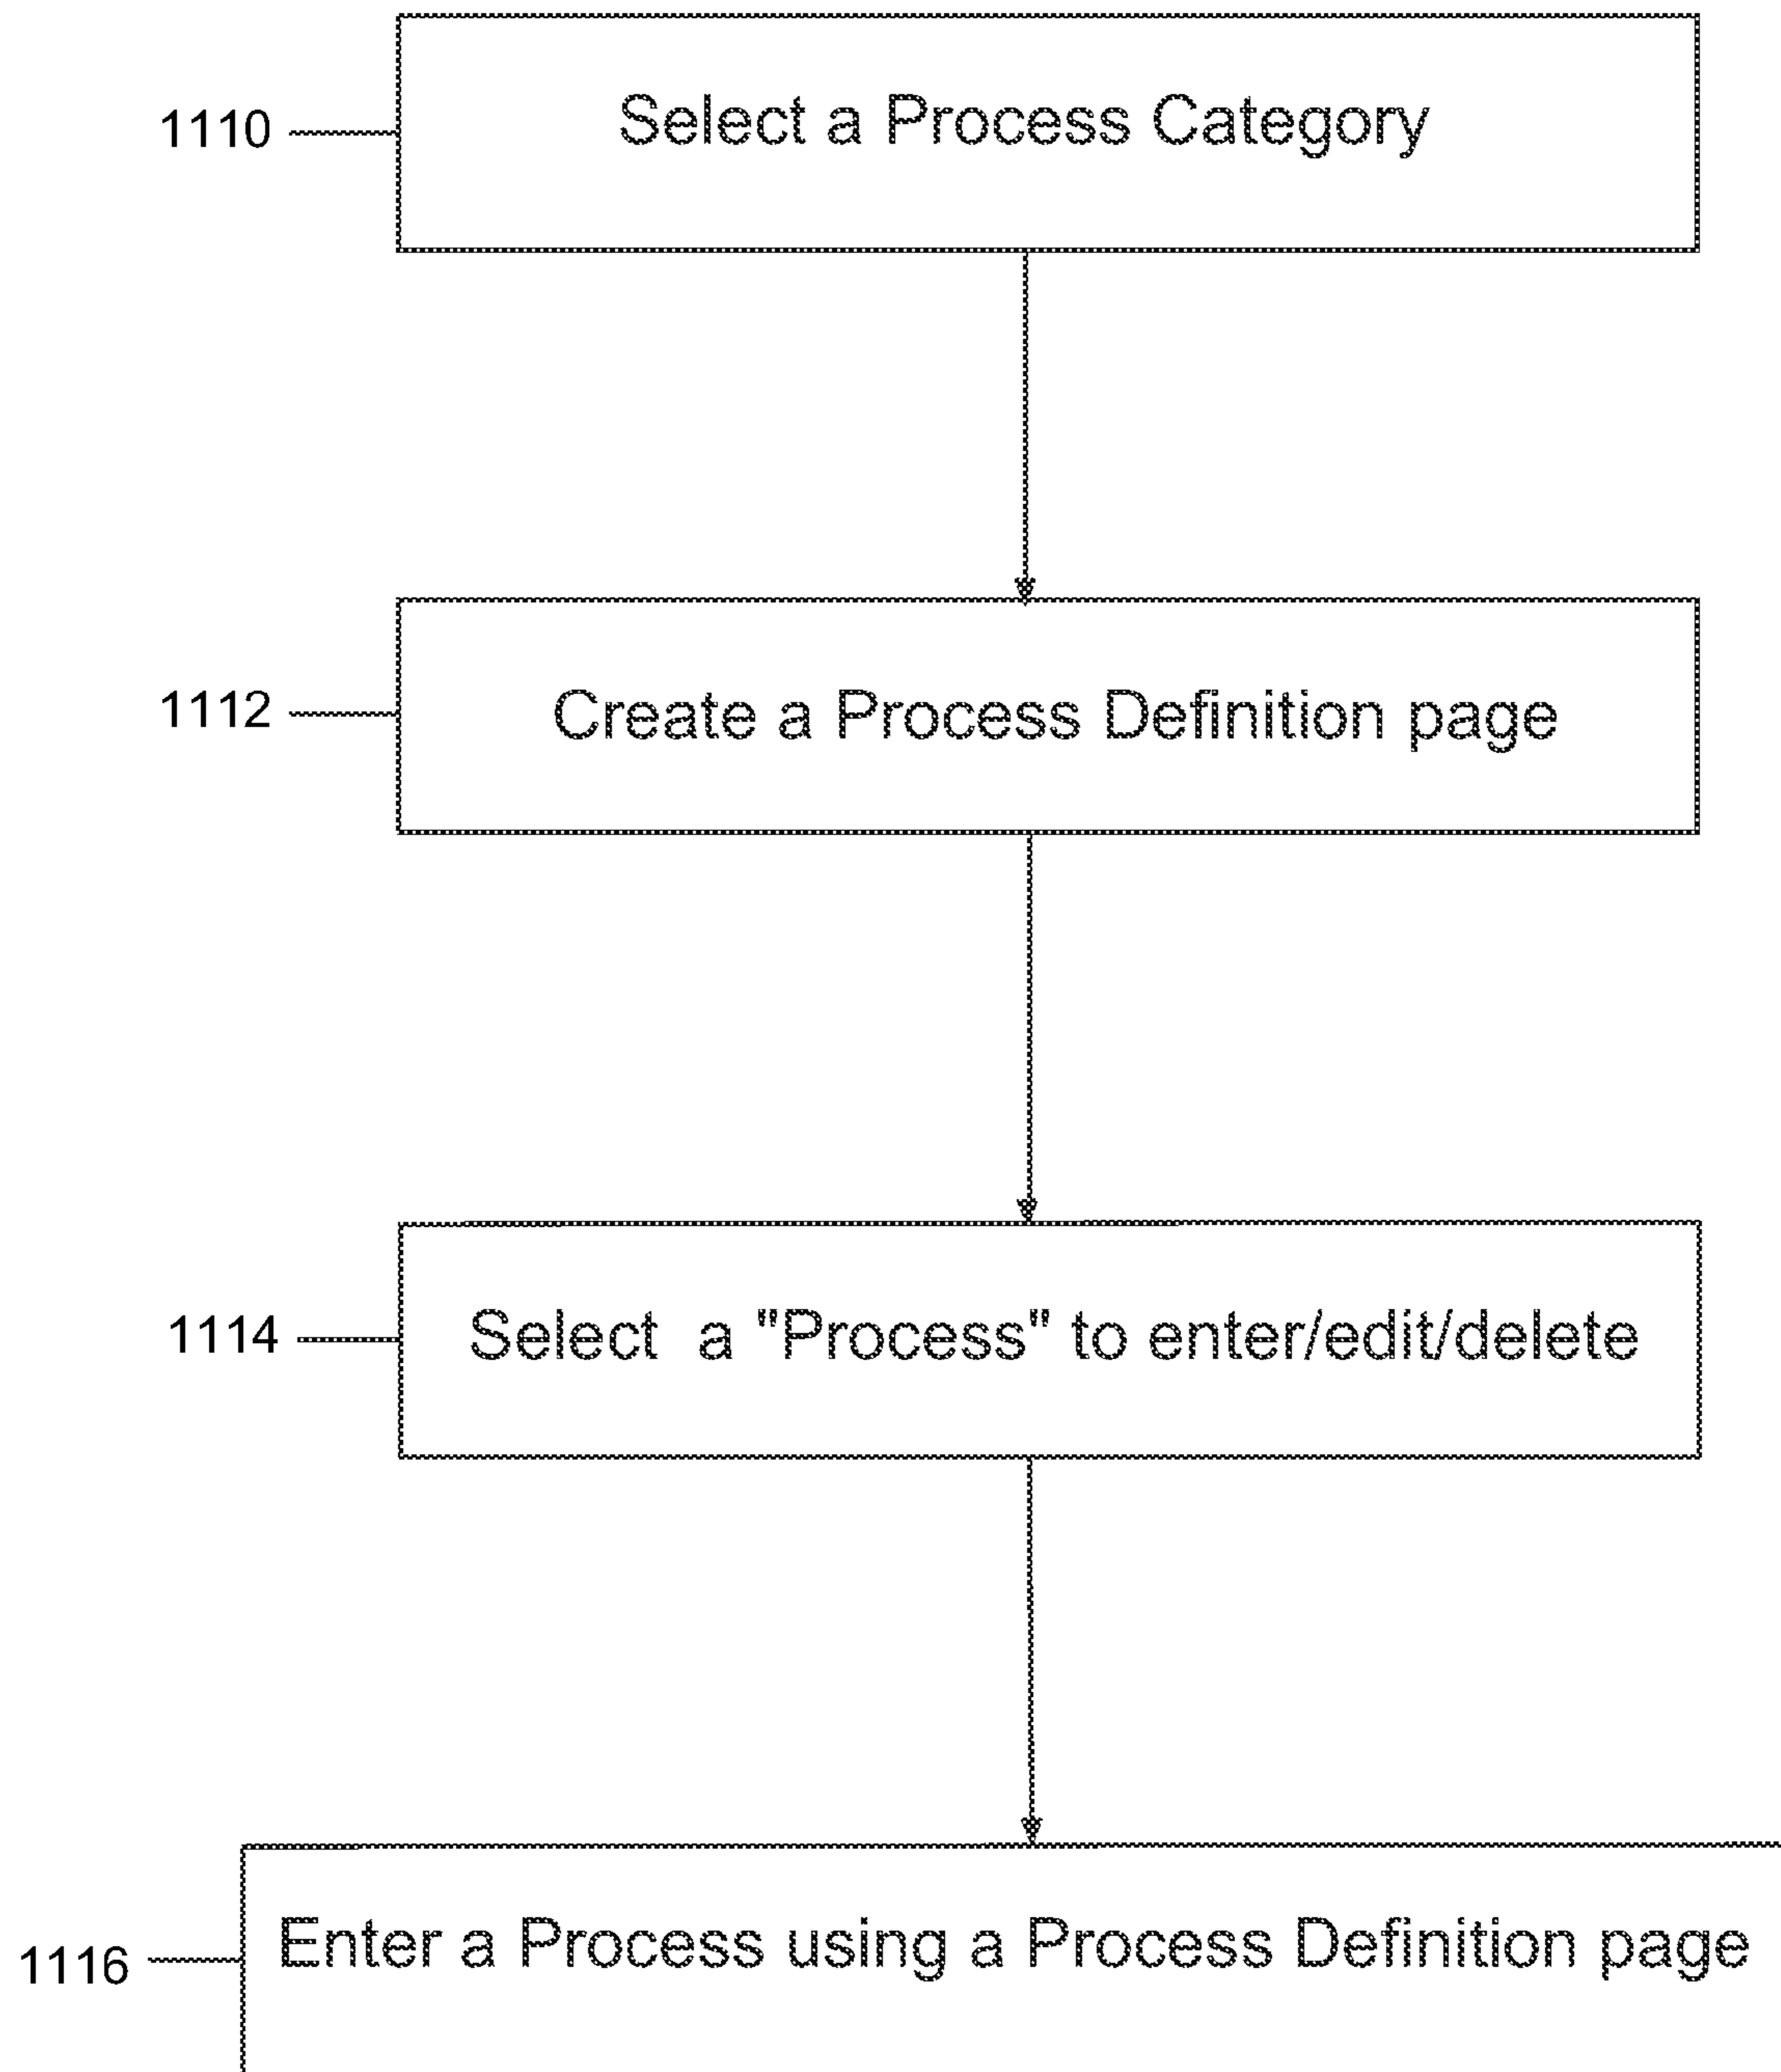 1110
Select a Process Category
1112
Create a Process Definition page
1114
Select a "Process" to enter/edit/delete
1116
Enter a Process using a Process Definition page